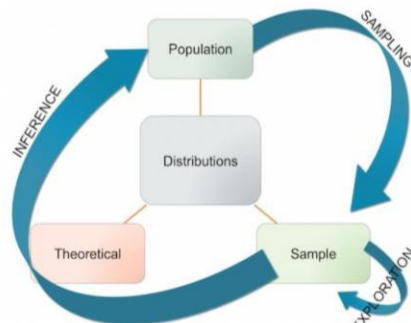 Population
SAMPLING
INFERENCE
Distributions
Theoretical
Sample
EXPLORATION